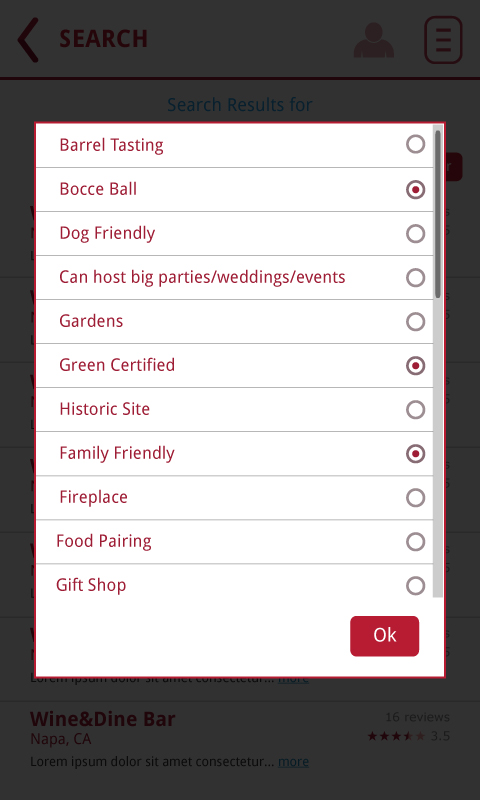 SEARCH
Search Results for
Barrel Tasting
Bocce Ball
Dog Friendly
Can host big parties/weddings/events
Gardens
Green Certified
Historic Site
Family Friendly
Fireplace
Food Pairing
Gift Shop
Ok
Lorem ipsum dolor sit amet consectetur... more
Wine&Dine Bar
16 reviews
Napa, CA
3.5
Lorem ipsum dolor sit amet consectetur... more